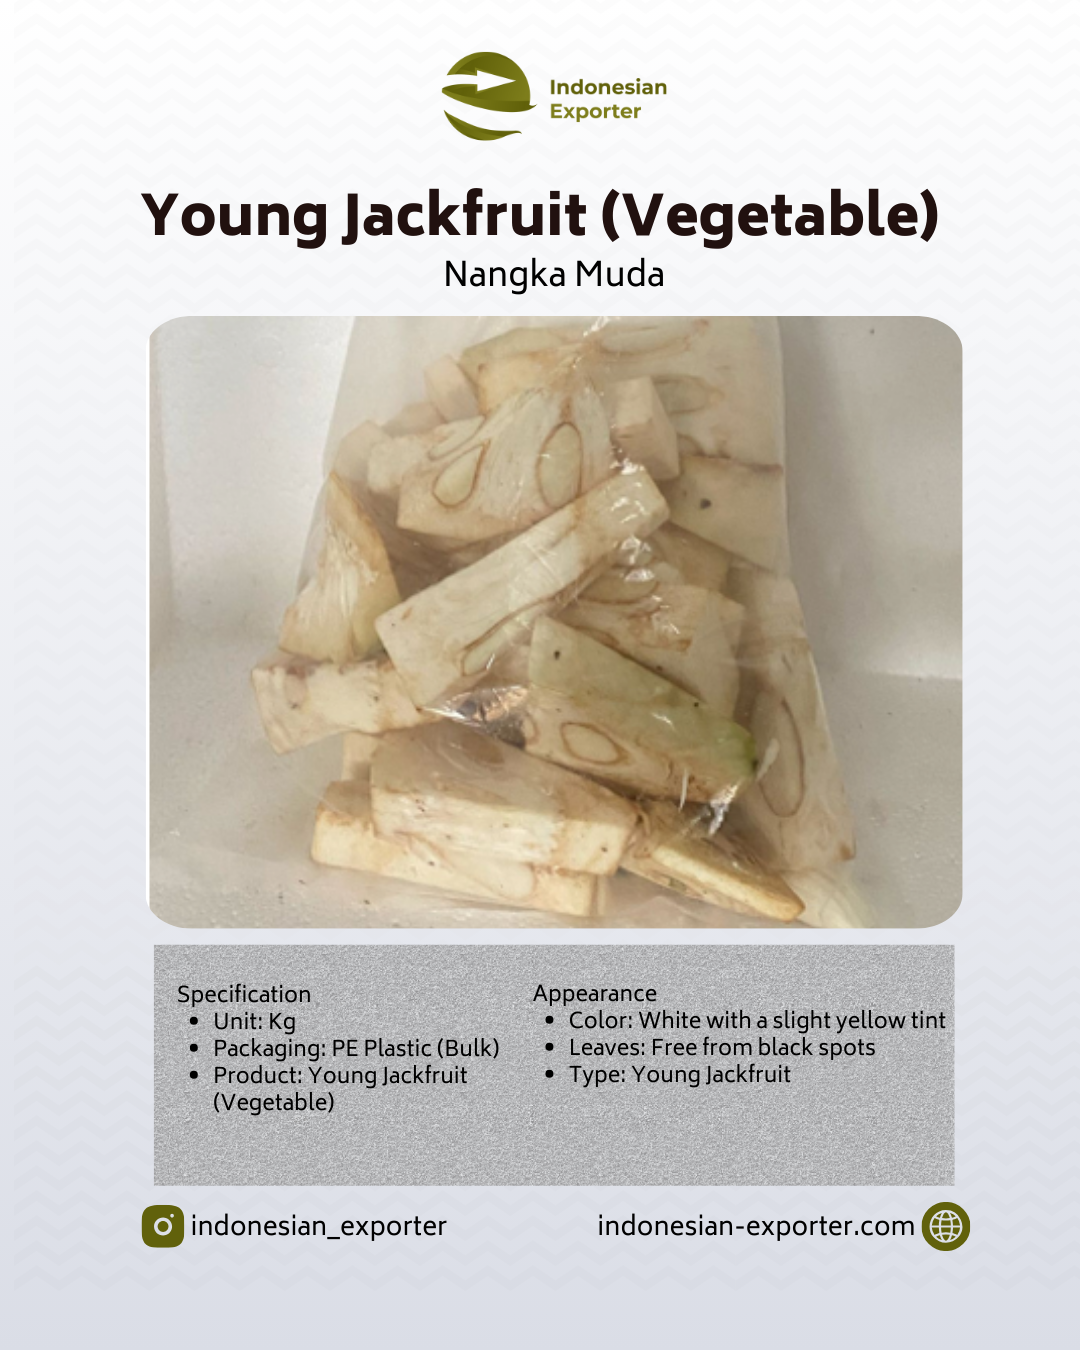 Indonesian
Exporter
Young Jackfruit (Vegetable)
Nangka Muda
Specification
• Unit: Kg
• Packaging: PE Plastic (Bulk)
• Product: Young Jackfruit
(Vegetable)
Appearance
• Color: White with a slight yellow tint
• Leaves: Free from black spots
• Type: Young Jackfruit
indonesian_exporter
indonesian-exporter.com